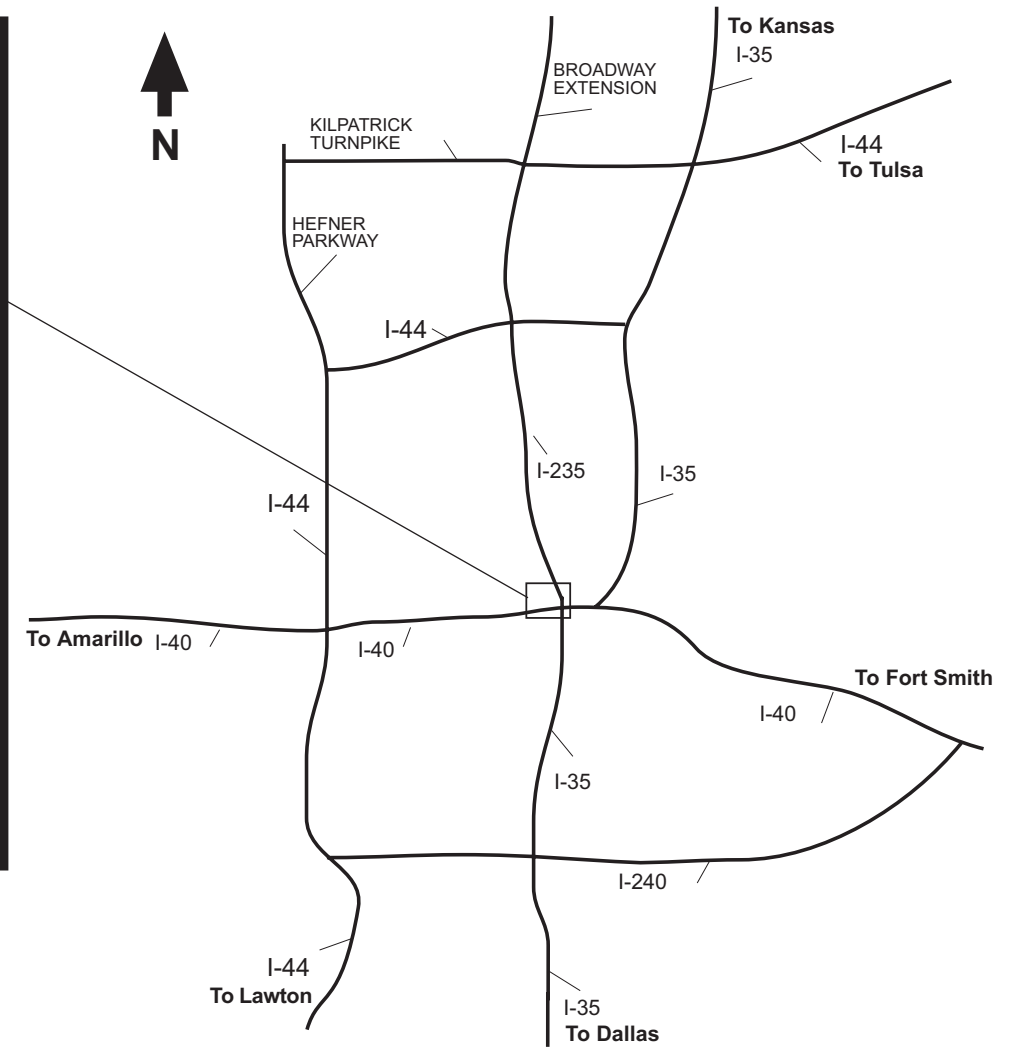 To Kansas
I-35
BROADWAY
EXTENSION
KILPATRICK
TURNPIKE
I-44
To Tulsa
N
HEFNER
PARKWAY
I-44
I-235
I-35
I-44
To Amarillo
I-40
I-40
To Fort Smith
I-40
I-35
I-240
I-44
To Lawton
I-35
To Dallas